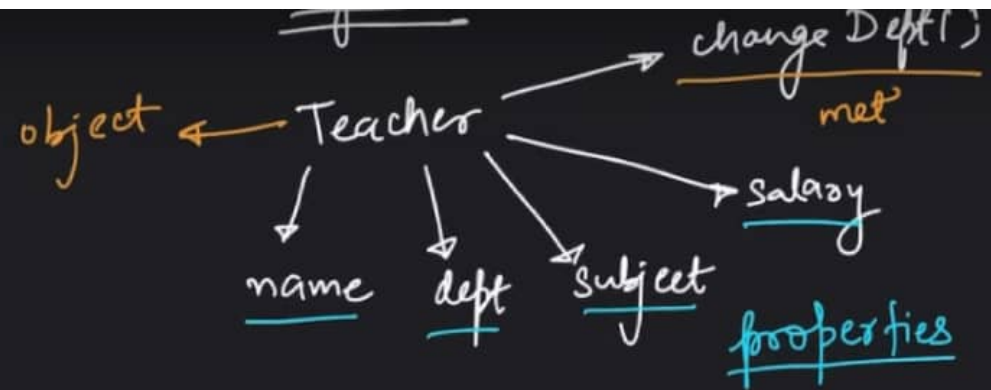 change Dept()
met
object Teacher
salary
name dept subject
properties